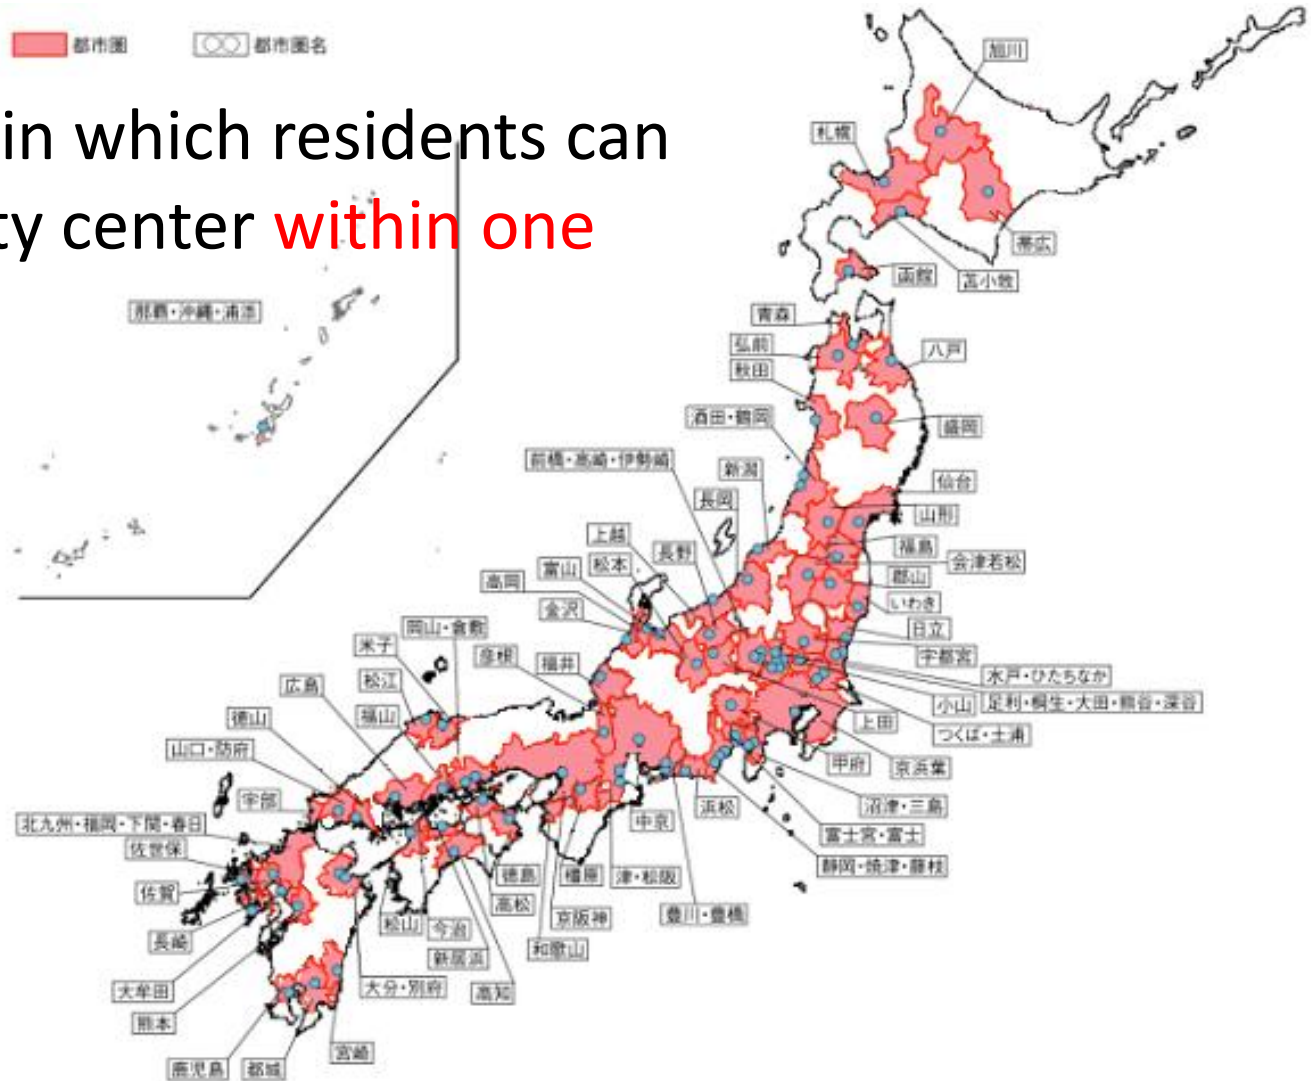 都市圏
○○ 都市圏名
in which residents can
ty center within one
那覇・沖縄・浦添
旭川
札幌
帯広
苫小牧
函館
青森
弘前
八戸
秋田
盛岡
酒田・鶴岡
前橋・高崎・伊勢崎
新潟
仙台
長岡
山形
上越
長野
福島
会津若松
松本
富山
郡山
高岡
いわき
金沢
日立
岡山・倉敷
宇都宮
米子
彦根
福井
水戸・ひたちなか
松江
広島
小山
足利・桐生・大田・熊谷・深谷
福山
上田
徳山
つくば・土浦
山口・防府
甲府
京浜葉
宇部
沼津・三島
浜松
中京
北九州・福岡・下関・春日
富士宮・富士
佐世保
静岡・焼津・藤枝
佐賀
徳島
橿原
津・松阪
高松
豊川・豊橋
京阪神
松山
今治
長崎
和歌山
新居浜
大牟田
大分・別府
高知
熊本
宮崎
鹿児島
都城